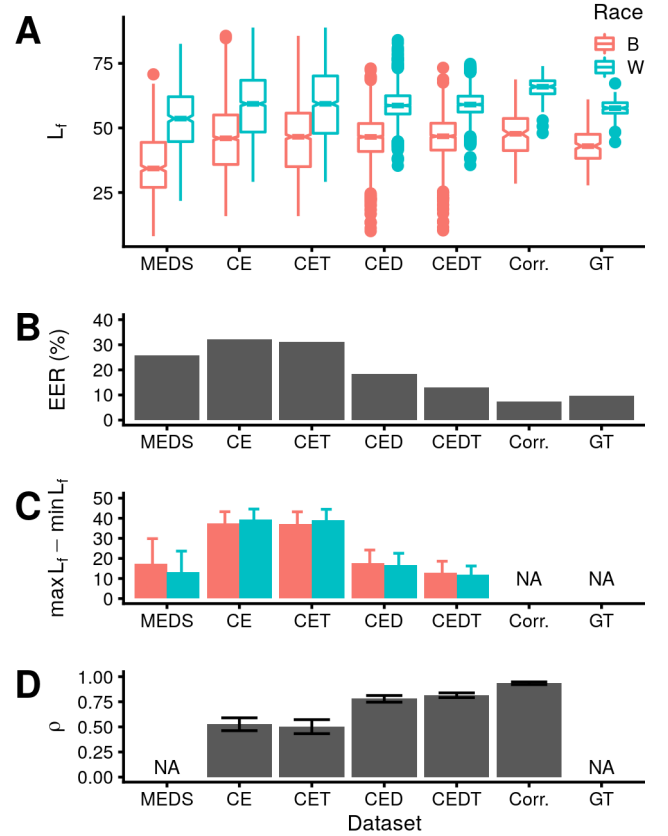 A
Race
B
W
L_f
75
50
25
MEDS CE CET CED CEDT Corr. GT
B
EER (%)
40
30
20
10
0
MEDS CE CET CED CEDT Corr. GT
C
max L_f − min L_f
50
40
30
20
10
0
NA NA
MEDS CE CET CED CEDT Corr. GT
D
ρ
1.00
0.75
0.50
0.25
0.00
NA NA
MEDS CE CET CED CEDT Corr. GT
Dataset